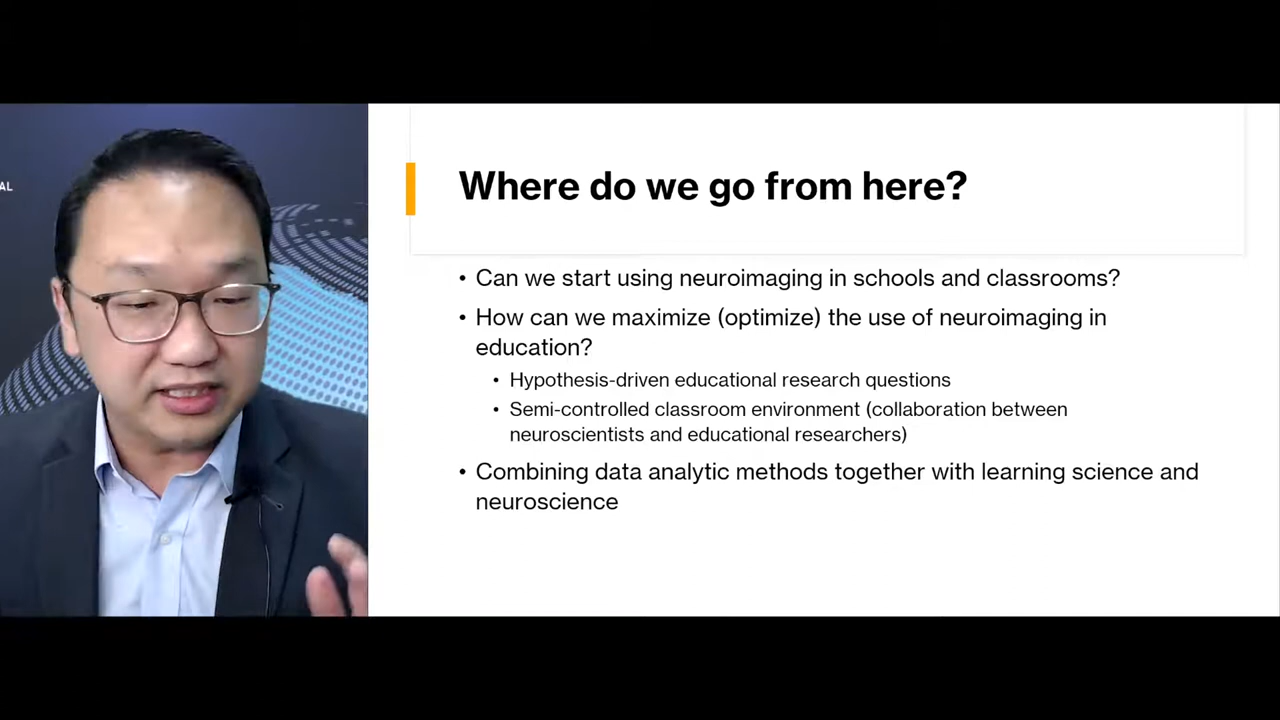 AL
Where do we go from here?
• Can we start using neuroimaging in schools and classrooms?
• How can we maximize (optimize) the use of neuroimaging in
education?
• Hypothesis-driven educational research questions
• Semi-controlled classroom environment (collaboration between
neuroscientists and educational researchers)
• Combining data analytic methods together with learning science and
neuroscience